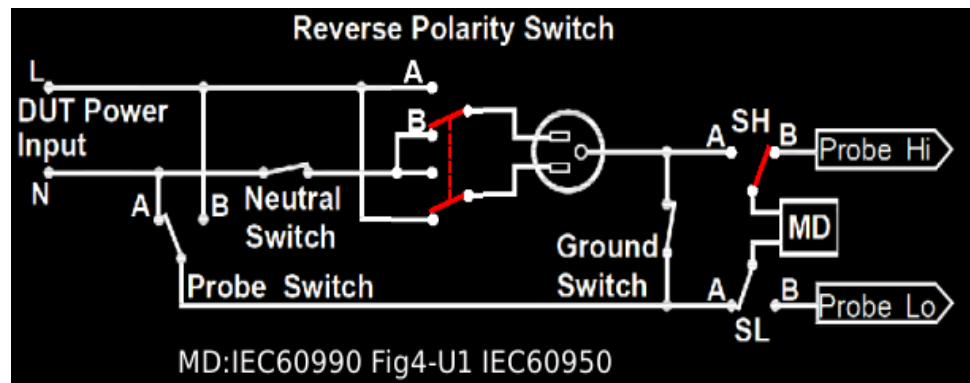 Reverse Polarity Switch
L
A
DUT Power
Input
B
A
SH
B
Probe Hi
N
A
B
Neutral
Switch
MD
Ground
Switch
Probe Switch
A
B
Probe Lo
SL
MD:IEC60990 Fig4-U1 IEC60950